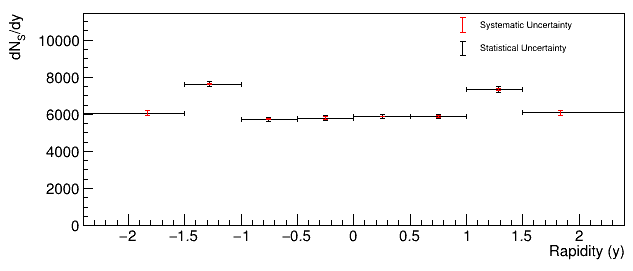 dN_S/dy
10000
8000
6000
4000
2000
0
Systematic Uncertainty
Statistical Uncertainty
−2 −1.5 −1 −0.5 0 0.5 1 1.5 2
Rapidity (y)